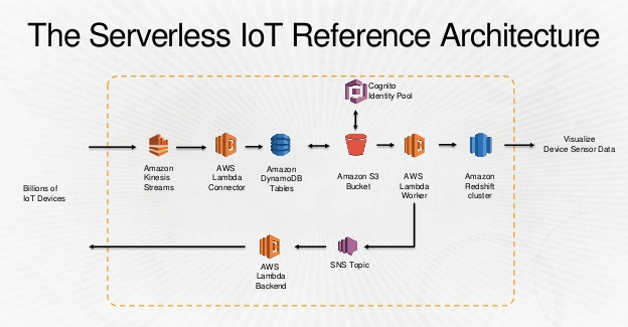 The Serverless IoT Reference Architecture
Cognito
Identity Pool
Amazon
Kinesis
Streams
AWS
Lambda
Connector
Amazon
DynamoDB
Tables
Amazon S3
Bucket
AWS
Lambda
Worker
Amazon
Redshift
cluster
Visualize
Device Sensor Data
Billions of
IoT Devices
AWS
Lambda
Backend
SNS Topic